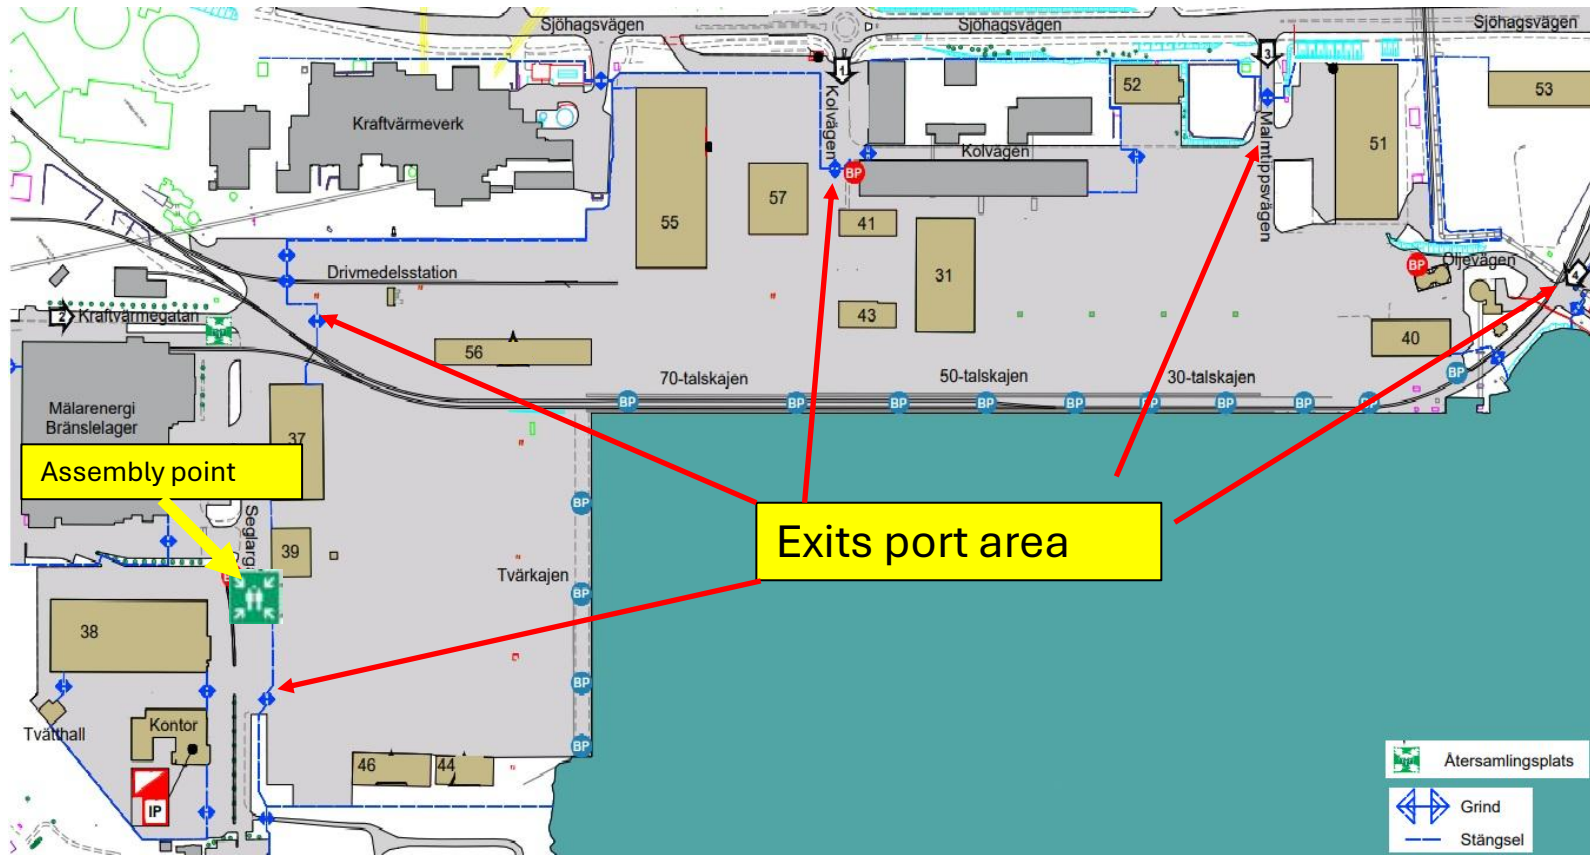 Sjöhagsvägen
Sjöhagsvägen
Sjöhagsvägen
1
3
52
53
Kolvägen
Kraftvärmeverk
Kolvägen
Malmtippsvägen
51
BP
57
55
41
31
Drivmedelsstation
BP
Oljevägen
4
2
Kraftvärmegatan
43
56
40
70-talskajen
50-talskajen
30-talskajen
BP
BP
BP
BP
BP
BP
BP
BP
BP
BP
BP
BP
BP
BP
Mälarenergi
Bränslelager
37
Assembly point
Exits port area
39
Tvärkajen
38
Tvätthall
Kontor
IP
46
44
Återsamlingsplats
Grind
Stängsel